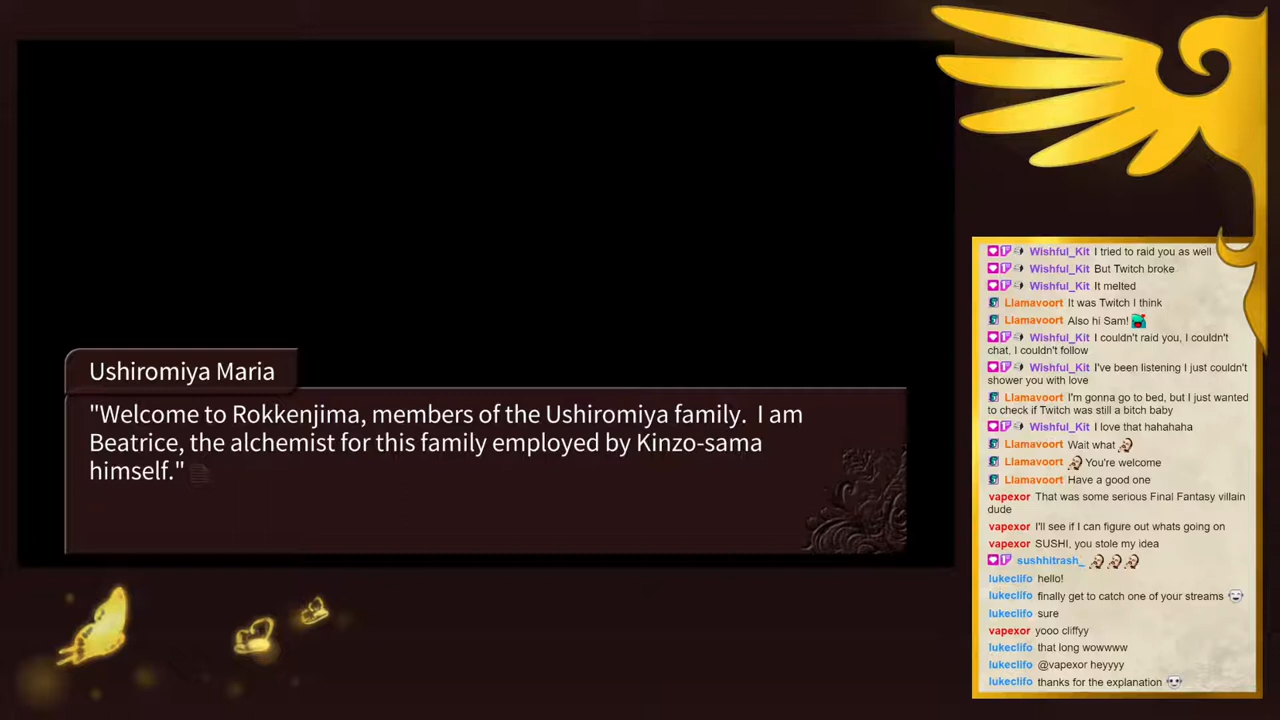 Ushiromiya Maria
"Welcome to Rokkenjima, members of the Ushiromiya family.  I am
Beatrice, the alchemist for this family employed by Kinzo-sama
himself."
Wishful_Kit I tried to raid you as well
Wishful_Kit But Twitch broke
Wishful_Kit It melted
Llamavoort It was Twitch I think
Llamavoort Also hi Sam!
Wishful_Kit I couldn't raid you, I couldn't
chat, I couldn't follow
Wishful_Kit I've been listening I just couldn't
shower you with love
Llamavoort I'm gonna go to bed, but I just wanted
to check if Twitch was still a bitch baby
Wishful_Kit I love that hahahaha
Llamavoort Wait what
Llamavoort You're welcome
Llamavoort Have a good one
vapexor That was some serious Final Fantasy villain
dude
vapexor I'll see if I can figure out whats going on
vapexor SUSHI, you stole my idea
sushhitrash_
lukeclifo hello!
lukeclifo finally get to catch one of your streams
lukeclifo sure
vapexor yooo cliffyy
lukeclifo that long wowwww
lukeclifo @vapexor heyyyy
lukeclifo thanks for the explanation